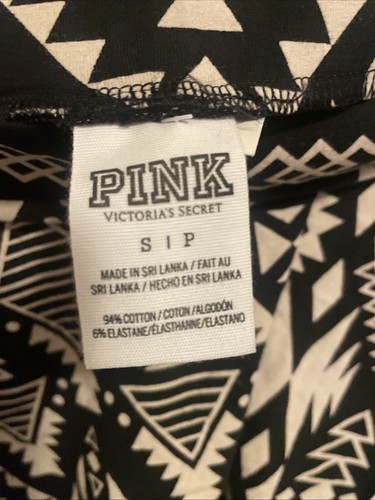 PINK
VICTORIA'S SECRET
S | P
MADE IN SRI LANKA / FAIT AU
SRI LANKA / HECHO EN SRI LANKA
94% COTTON / COTON / ALGODÓN
6% ELASTANE/ÉLASTHANNE/ELASTANO